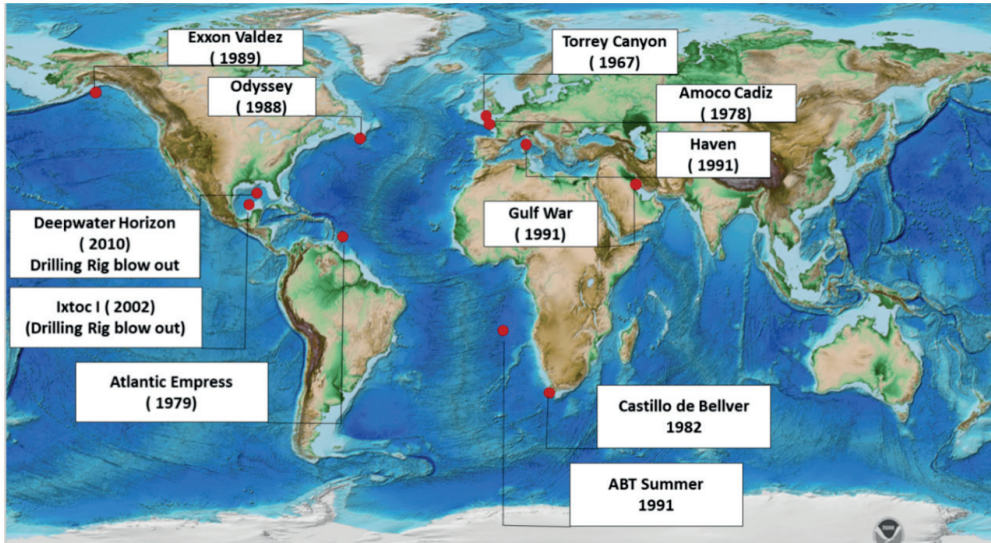 Exxon Valdez
( 1989)
Torrey Canyon
( 1967)
Odyssey
( 1988)
Amoco Cadiz
( 1978)
Haven
( 1991)
Gulf War
( 1991)
Deepwater Horizon
( 2010)
Drilling Rig blow out
Ixtoc I ( 2002)
(Drilling Rig blow out)
Atlantic Empress
( 1979)
Castillo de Bellver
1982
ABT Summer
1991